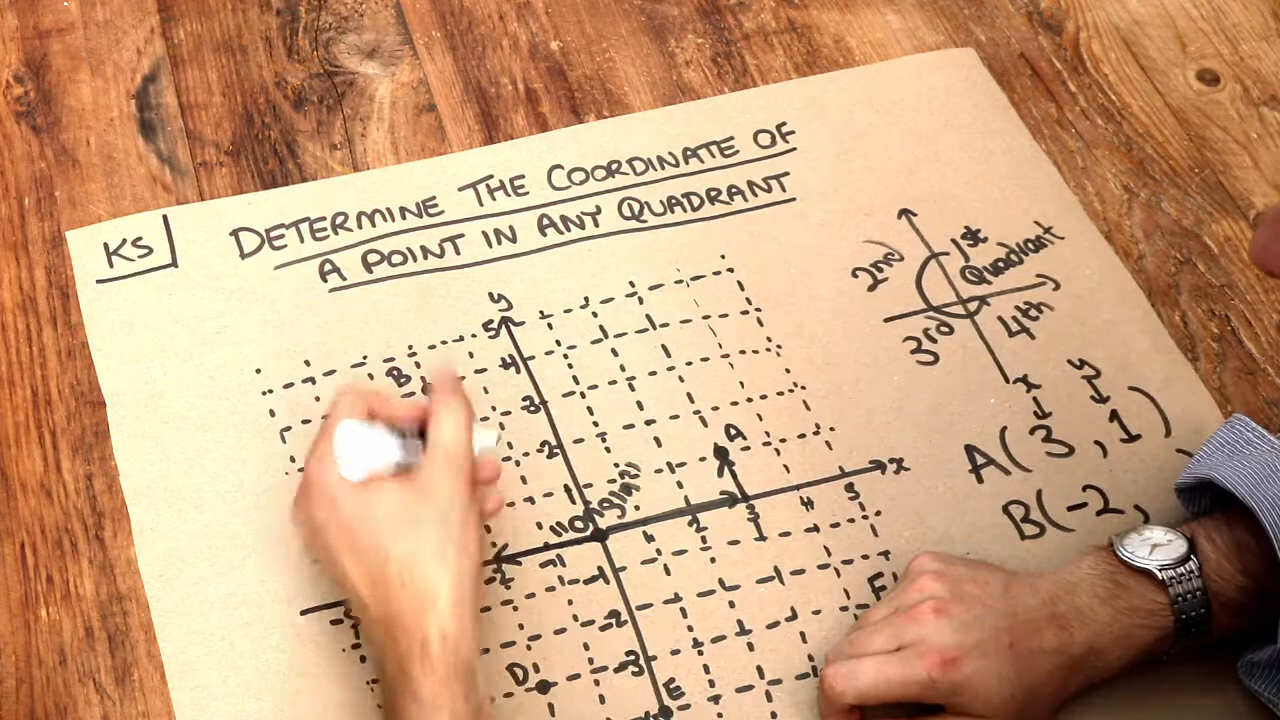 KS
DETERMINE THE COORDINATE OF
A POINT IN ANY QUADRANT
y
5
4
3
2
1
B
A
x
2 3 4 5
-1
-2
-1
-2
-3
D
E
F
2nd
1st
Quadrant
3rd
4th
x y
A(3,1)
B(-2,